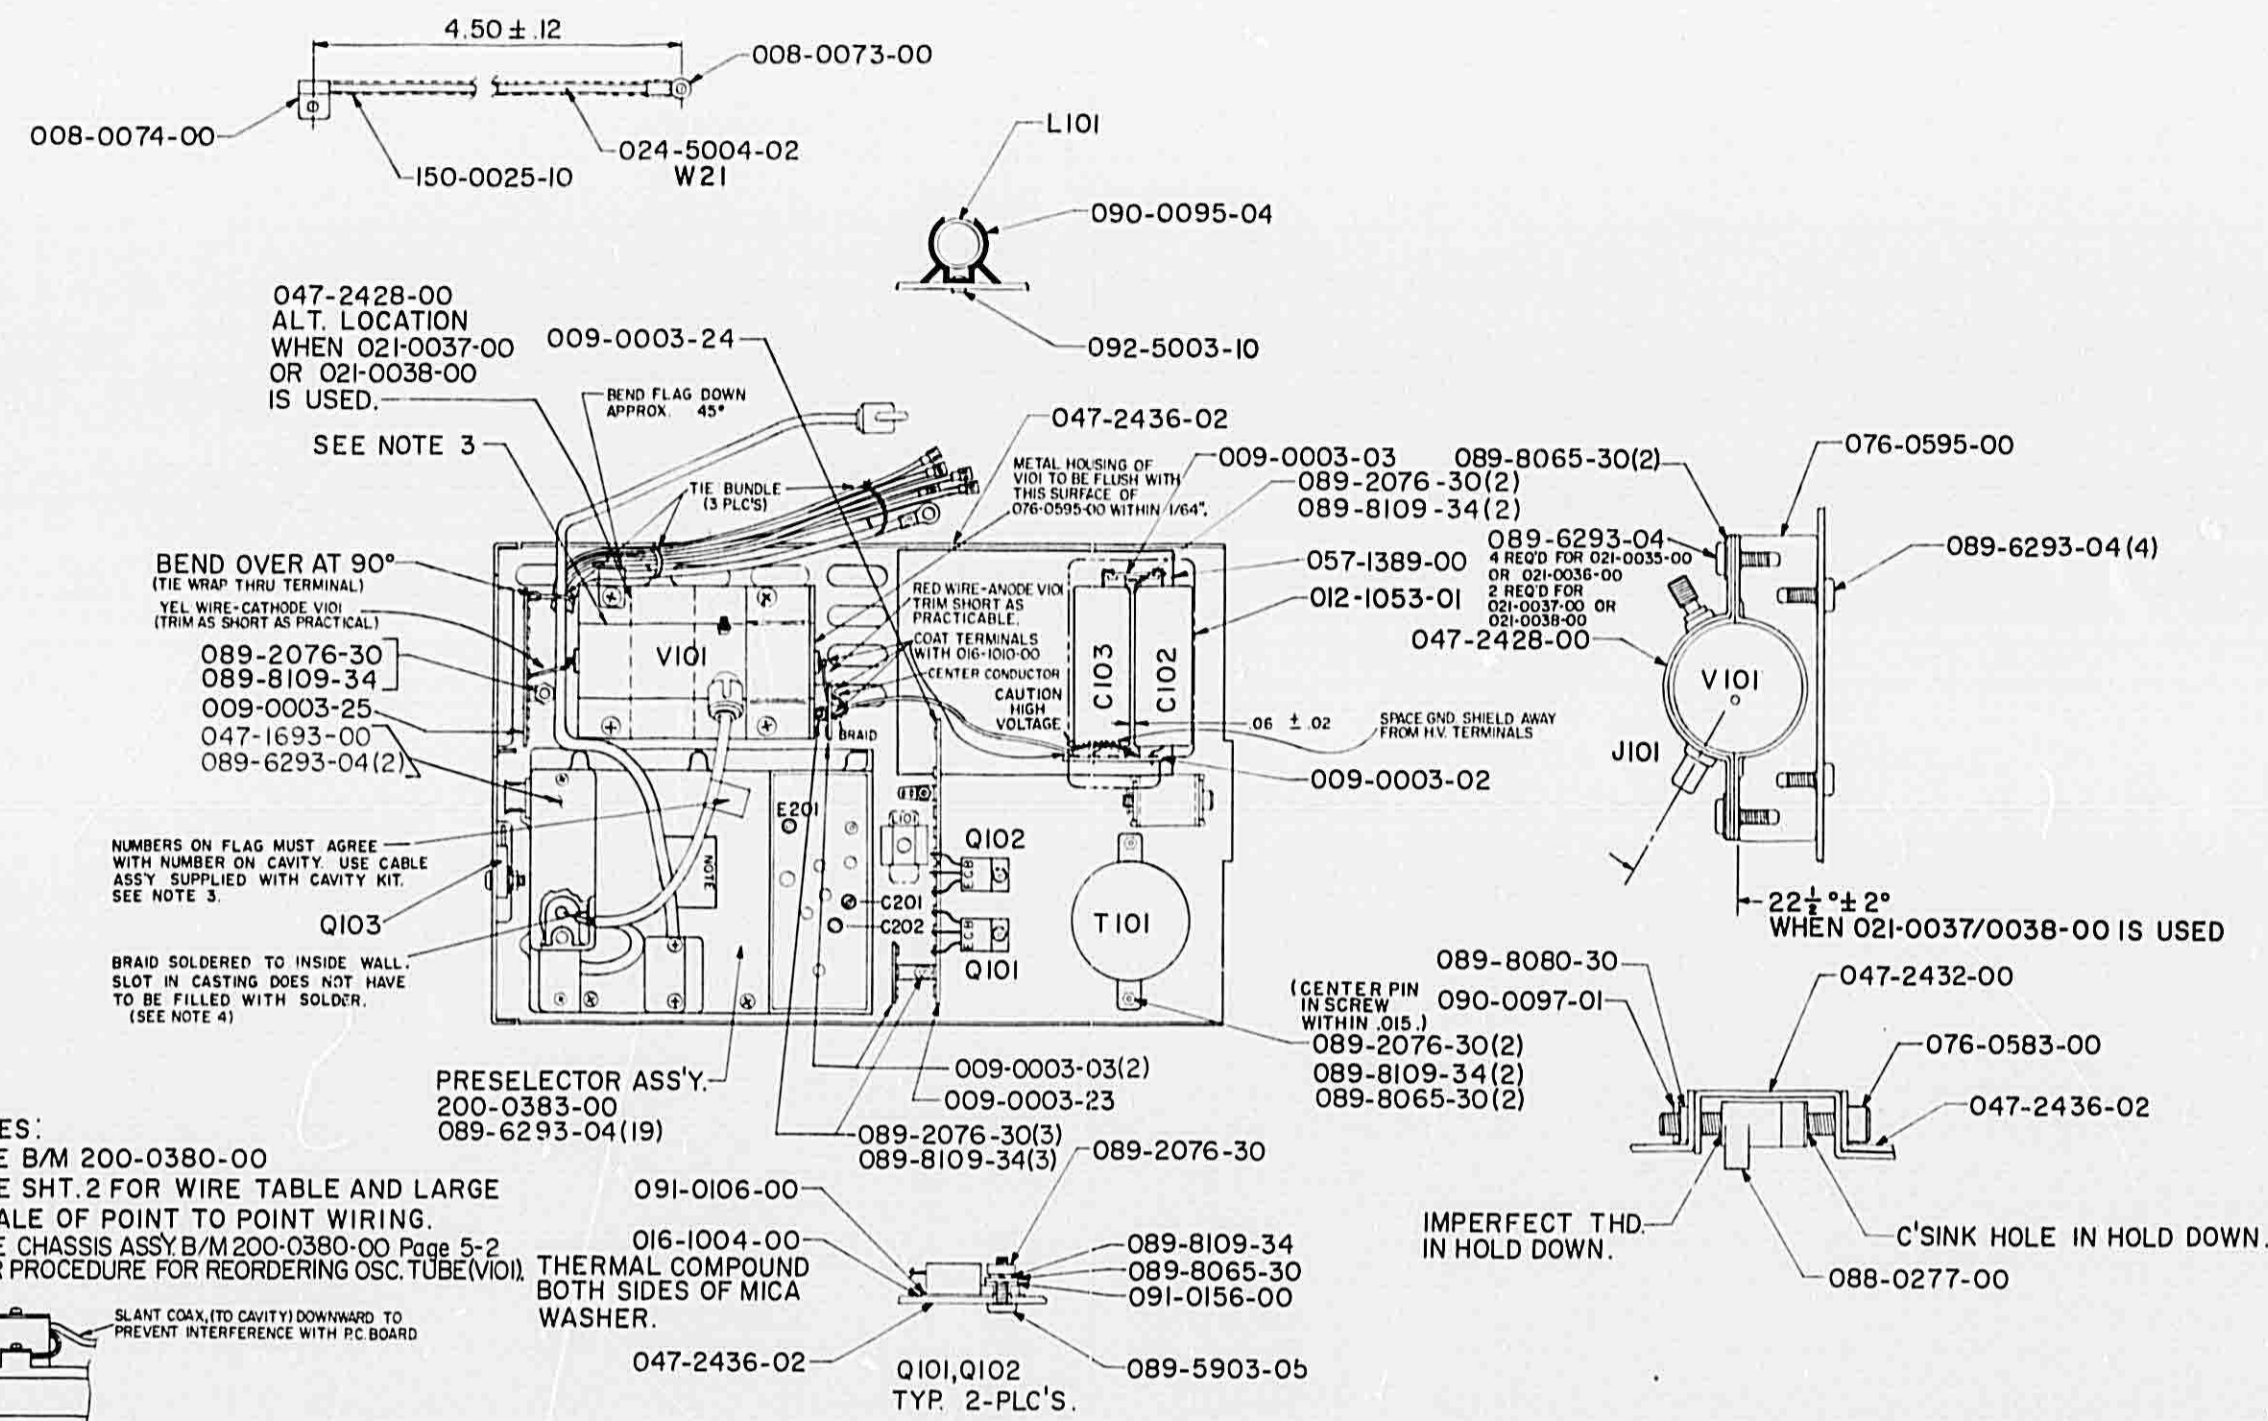 4.50 ± .12
008-0073-00
008-0074-00
024-5004-02
W21
150-0025-10
L101
090-0095-04
092-5003-10
047-2428-00
ALT. LOCATION
WHEN 021-0037-00
OR 021-0038-00
IS USED.
009-0003-24
BEND FLAG DOWN
APPROX. 45°
SEE NOTE 3
047-2436-02
TIE BUNDLE
(3 PLC'S)
METAL HOUSING OF
V101 TO BE FLUSH WITH
THIS SURFACE OF
076-0595-00 WITHIN 1/64".
009-0003-03
089-2076-30(2)
089-8109-34(2)
089-8065-30(2)
076-0595-00
089-6293-04
4 REQ'D FOR 021-0035-00
OR 021-0036-00
2 REQ'D FOR
021-0037-00 OR
021-0038-00
047-2428-00
089-6293-04(4)
V101
J101
22½°±2°
WHEN 021-0037/0038-00 IS USED
BEND OVER AT 90°
(TIE WRAP THRU TERMINAL)
YEL WIRE-CATHODE V101
(TRIM AS SHORT AS PRACTICAL)
089-2076-30
089-8109-34
009-0003-25
047-1693-00
089-6293-04(2)
V101
RED WIRE-ANODE V101
TRIM SHORT AS
PRACTICABLE.
COAT TERMINALS
WITH 016-1010-00
CENTER CONDUCTOR
CAUTION
HIGH
VOLTAGE
BRAID
C103
C102
057-1389-00
012-1053-01
.06 ± .02
SPACE GND. SHIELD AWAY
FROM H.V. TERMINALS
009-0003-02
NUMBERS ON FLAG MUST AGREE
WITH NUMBER ON CAVITY. USE CABLE
ASS'Y SUPPLIED WITH CAVITY KIT.
SEE NOTE 3.
Q103
BRAID SOLDERED TO INSIDE WALL.
SLOT IN CASTING DOES NOT HAVE
TO BE FILLED WITH SOLDER.
(SEE NOTE 4)
NOTE
E201
L101
C201
C202
Q102
ECB
ECB
Q101
T101
(CENTER PIN
IN SCREW
WITHIN .015.)
089-2076-30(2)
089-8109-34(2)
089-8065-30(2)
PRESELECTOR ASS'Y.
200-0383-00
089-6293-04(19)
009-0003-03(2)
009-0003-23
089-2076-30(3)
089-8109-34(3)
089-8080-30
090-0097-01
047-2432-00
076-0583-00
047-2436-02
IMPERFECT THD.
IN HOLD DOWN.
C'SINK HOLE IN HOLD DOWN.
088-0277-00
ES:
E B/M 200-0380-00
E SHT.2 FOR WIRE TABLE AND LARGE
ALE OF POINT TO POINT WIRING.
E CHASSIS ASSY. B/M 200-0380-00 Page 5-2
R PROCEDURE FOR REORDERING OSC. TUBE(V101).
SLANT COAX,(TO CAVITY) DOWNWARD TO
PREVENT INTERFERENCE WITH P.C.BOARD
091-0106-00
016-1004-00
THERMAL COMPOUND
BOTH SIDES OF MICA
WASHER.
047-2436-02
089-2076-30
089-8109-34
089-8065-30
091-0156-00
089-5903-05
Q101,Q102
TYP. 2-PLC'S.